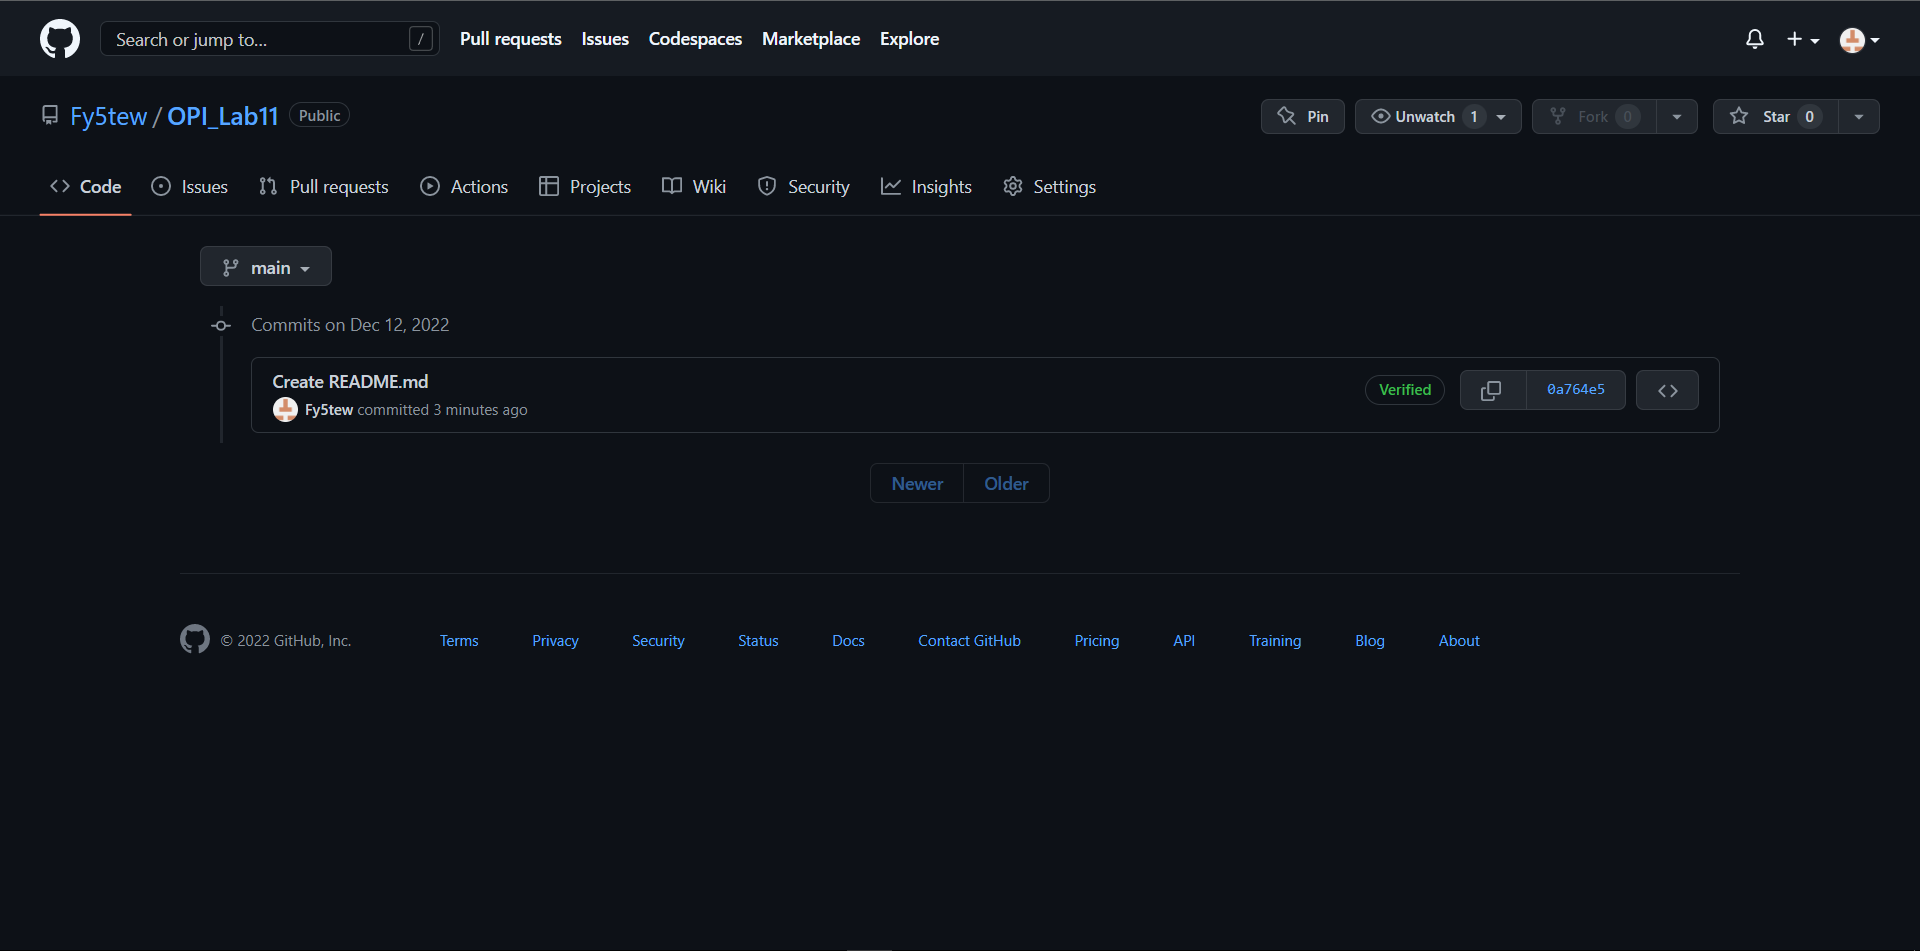 Search or jump to... / Pull requests Issues Codespaces Marketplace Explore
Fy5tew / OPI_Lab11 Public Pin Unwatch 1 Fork 0 Star 0
Code Issues Pull requests Actions Projects Wiki Security Insights Settings
main
Commits on Dec 12, 2022
Create README.md
Fy5tew committed 3 minutes ago
Verified 0a764e5
Newer Older
© 2022 GitHub, Inc. Terms Privacy Security Status Docs Contact GitHub Pricing API Training Blog About